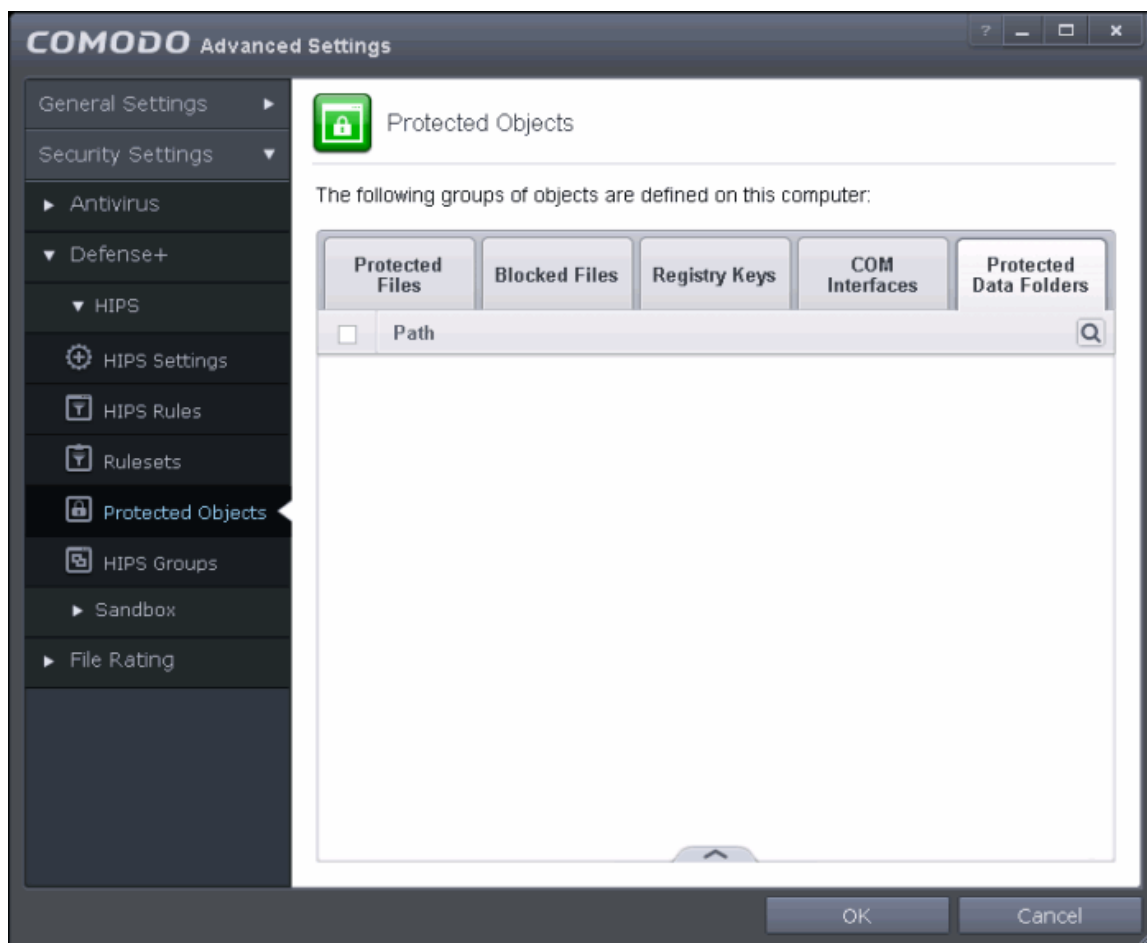 COMODO Advanced Settings
?
General Settings
Security Settings
Antivirus
Defense+
HIPS
HIPS Settings
HIPS Rules
Rulesets
Protected Objects
HIPS Groups
Sandbox
File Rating
Protected Objects
The following groups of objects are defined on this computer:
Protected
Files
Blocked Files
Registry Keys
COM
Interfaces
Protected
Data Folders
Path
OK
Cancel